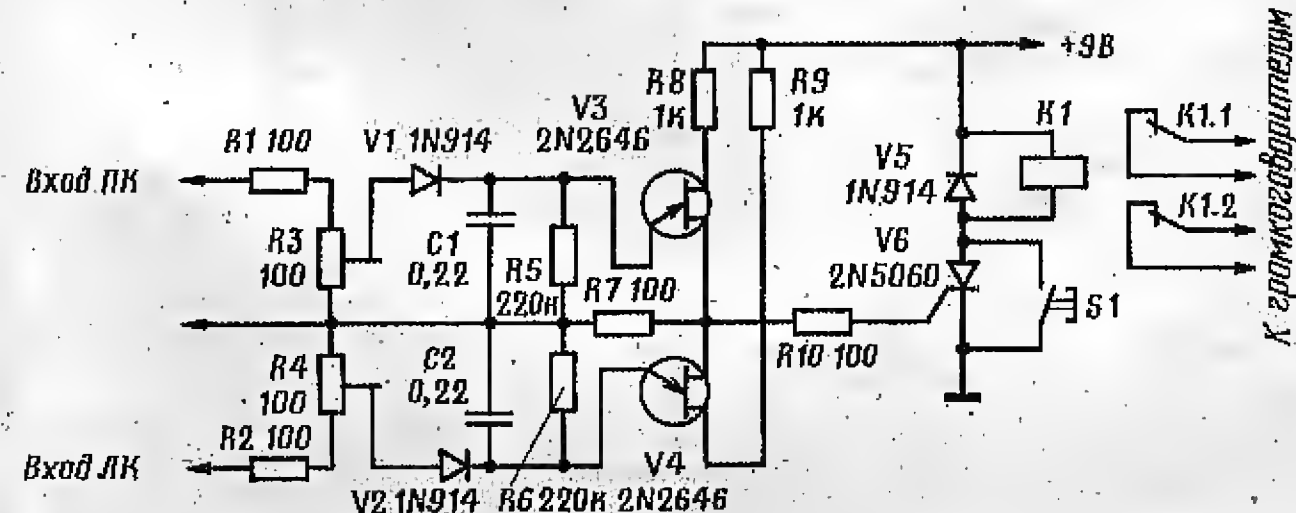 +9В
R8
1к
R9
1к
V3
2N2646
R1 100
V1 1N914
К1
К1.1
V5
1N914
Вход ПК
R3
100
С1
0,22
R5
220к
R7 100
К1.2
V6
2N5060
S1
К громкоговорителям
R4
100
С2
0,22
R10 100
R2 100
Вход ЛК
V4
2N2646
V2 1N914
R6 220к